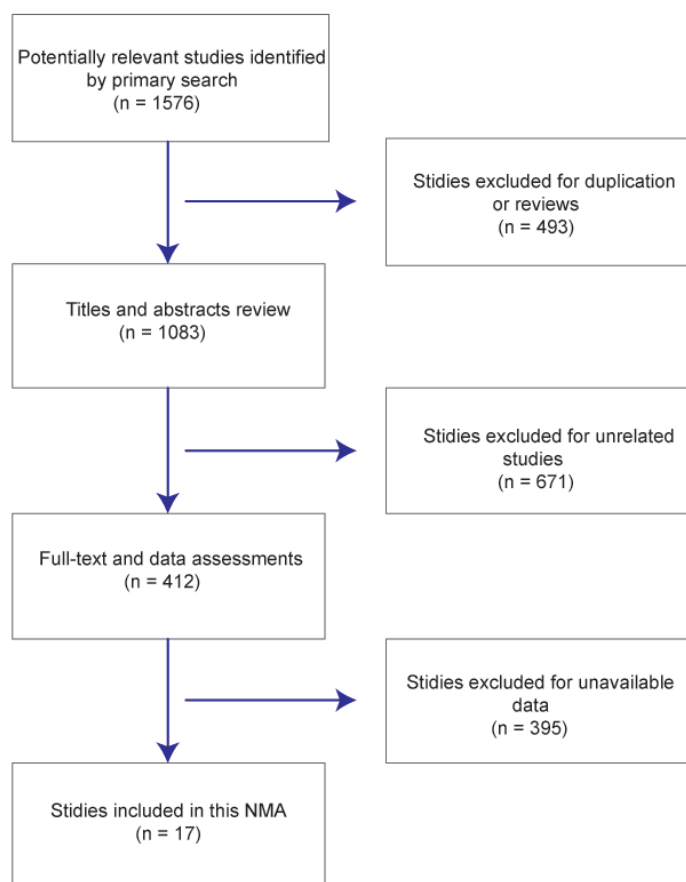 Potentially relevant studies identified
by primary search
(n = 1576)
Stidies excluded for duplication
or reviews
(n = 493)
Titles and abstracts review
(n = 1083)
Stidies excluded for unrelated
studies
(n = 671)
Full-text and data assessments
(n = 412)
Stidies excluded for unavailable
data
(n = 395)
Stidies included in this NMA
(n = 17)